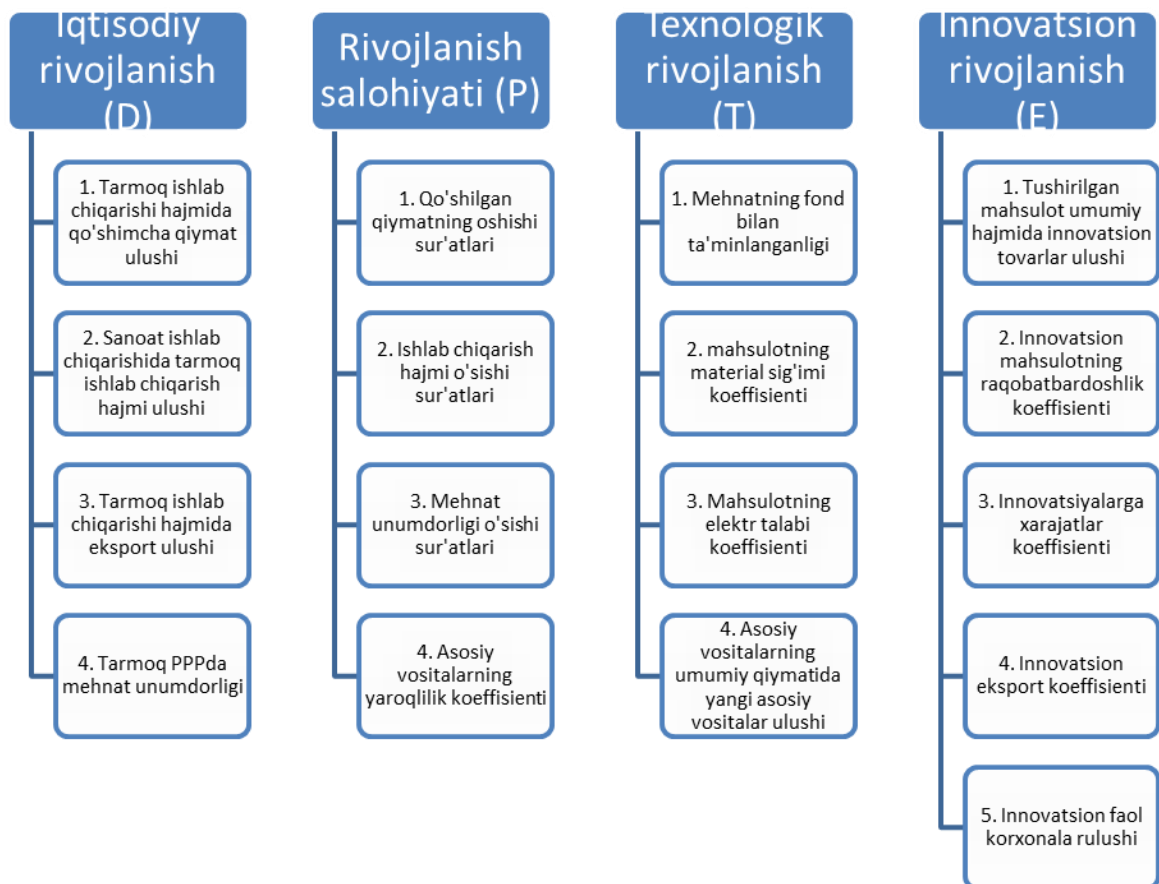 Iqtisodiy
rivojlanish
(D)
1. Tarmoq ishlab
chiqarishi hajmida
qo'shimcha qiymat
ulushi
2. Sanoat ishlab
chiqarishida tarmoq
ishlab chiqarish
hajmi ulushi
3. Tarmoq ishlab
chiqarishi hajmida
eksport ulushi
4. Tarmoq PPPda
mehnat unumdorligi
Rivojlanish
salohiyati (P)
1. Qo'shilgan
qiymatning oshishi
sur'atlari
2. Ishlab chiqarish
hajmi o'sishi
sur'atlari
3. Mehnat
unumdorligi o'sishi
sur'atlari
4. Asosiy
vositalarning
yaroqlilik koeffisienti
Texnologik
rivojlanish
(T)
1. Mehnatning fond
bilan
ta'minlanganligi
2. mahsulotning
material sig'imi
koeffisienti
3. Mahsulotning
elektr talabi
koeffisienti
4. Asosiy
vositalarning
umumiy qiymatida
yangi asosiy
vositalar ulushi
Innovatsion
rivojlanish
(E)
1. Tushirilgan
mahsulot umumiy
hajmida innovatsion
tovarlar ulushi
2. Innovatsion
mahsulotning
raqobatbardoshlik
koeffisienti
3. Innovatsiyalarga
xarajatlar
koeffisienti
4. Innovatsion
eksport koeffisienti
5. Innovatsion faol
korxonala rulushi